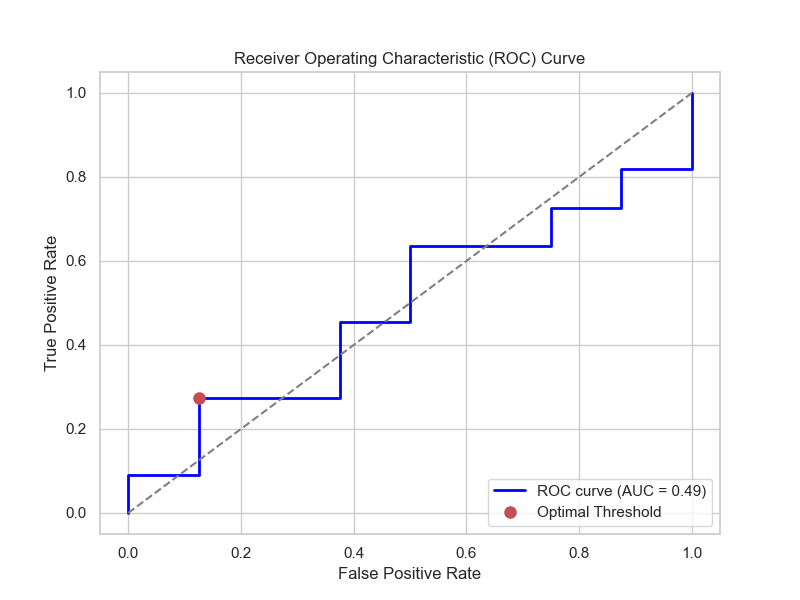 Receiver Operating Characteristic (ROC) Curve
True Positive Rate
1.0
0.8
0.6
0.4
0.2
0.0
ROC curve (AUC = 0.49)
Optimal Threshold
0.0 0.2 0.4 0.6 0.8 1.0
False Positive Rate